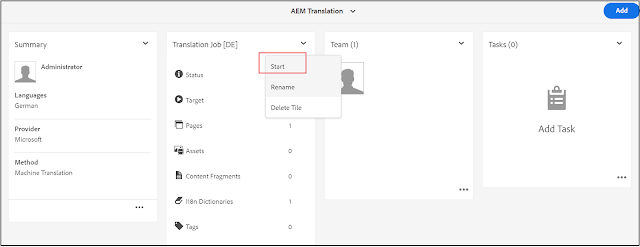 AEM Translation
Add
Summary
Administrator
Languages
German
Provider
Microsoft
Method
Machine Translation
Translation Job [DE]
Start
Rename
Delete Tile
Status
Target
Pages 1
Assets 0
Content Fragments 0
I18n Dictionaries 1
Tags 0
Team (1)
Tasks (0)
Add Task